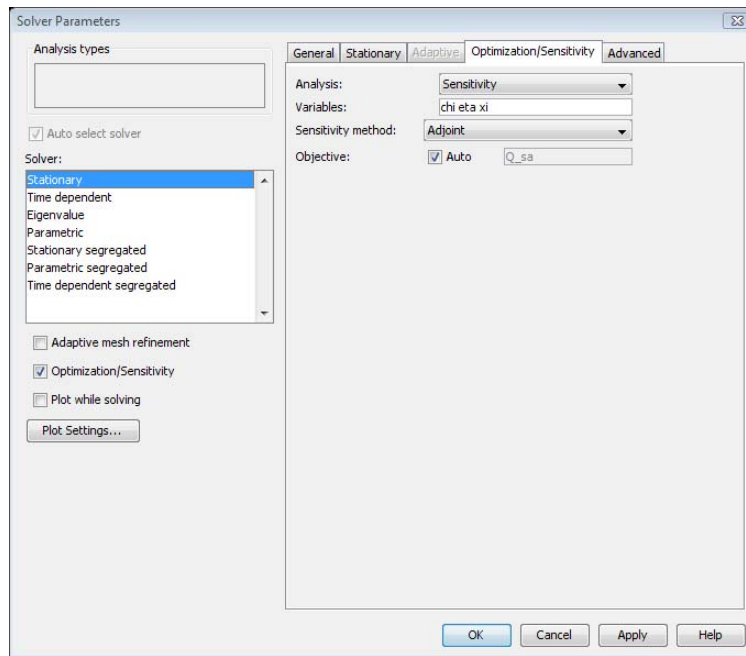 Solver Parameters
Analysis types
Auto select solver
Solver:
Stationary
Time dependent
Eigenvalue
Parametric
Stationary segregated
Parametric segregated
Time dependent segregated
Adaptive mesh refinement
Optimization/Sensitivity
Plot while solving
Plot Settings...
General Stationary Adaptive Optimization/Sensitivity Advanced
Analysis: Sensitivity
Variables: chi eta xi
Sensitivity method: Adjoint
Objective: Auto Q_sa
OK Cancel Apply Help